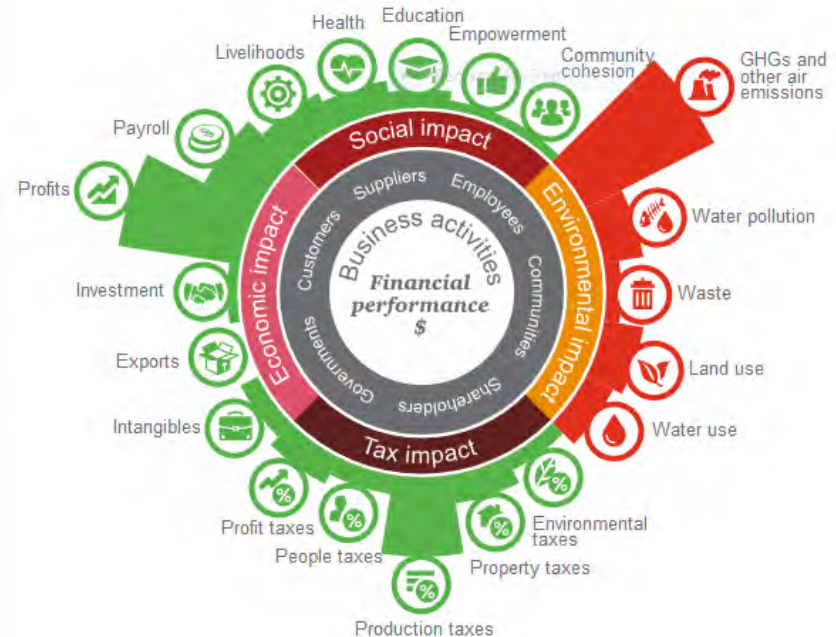 Education
Health
Empowerment
Livelihoods
Community
cohesion
GHGs and
other air
emissions
Payroll
Profits
Social impact
Suppliers
Employees
Water pollution
Economic impact
Customers
Business activities
Environmental impact
Communities
Financial
performance
$
Investment
Waste
Exports
Governments
Shareholders
Land use
Intangibles
Tax impact
Water use
%
%
%
%
%
Profit taxes
People taxes
Environmental
taxes
Property taxes
Production taxes